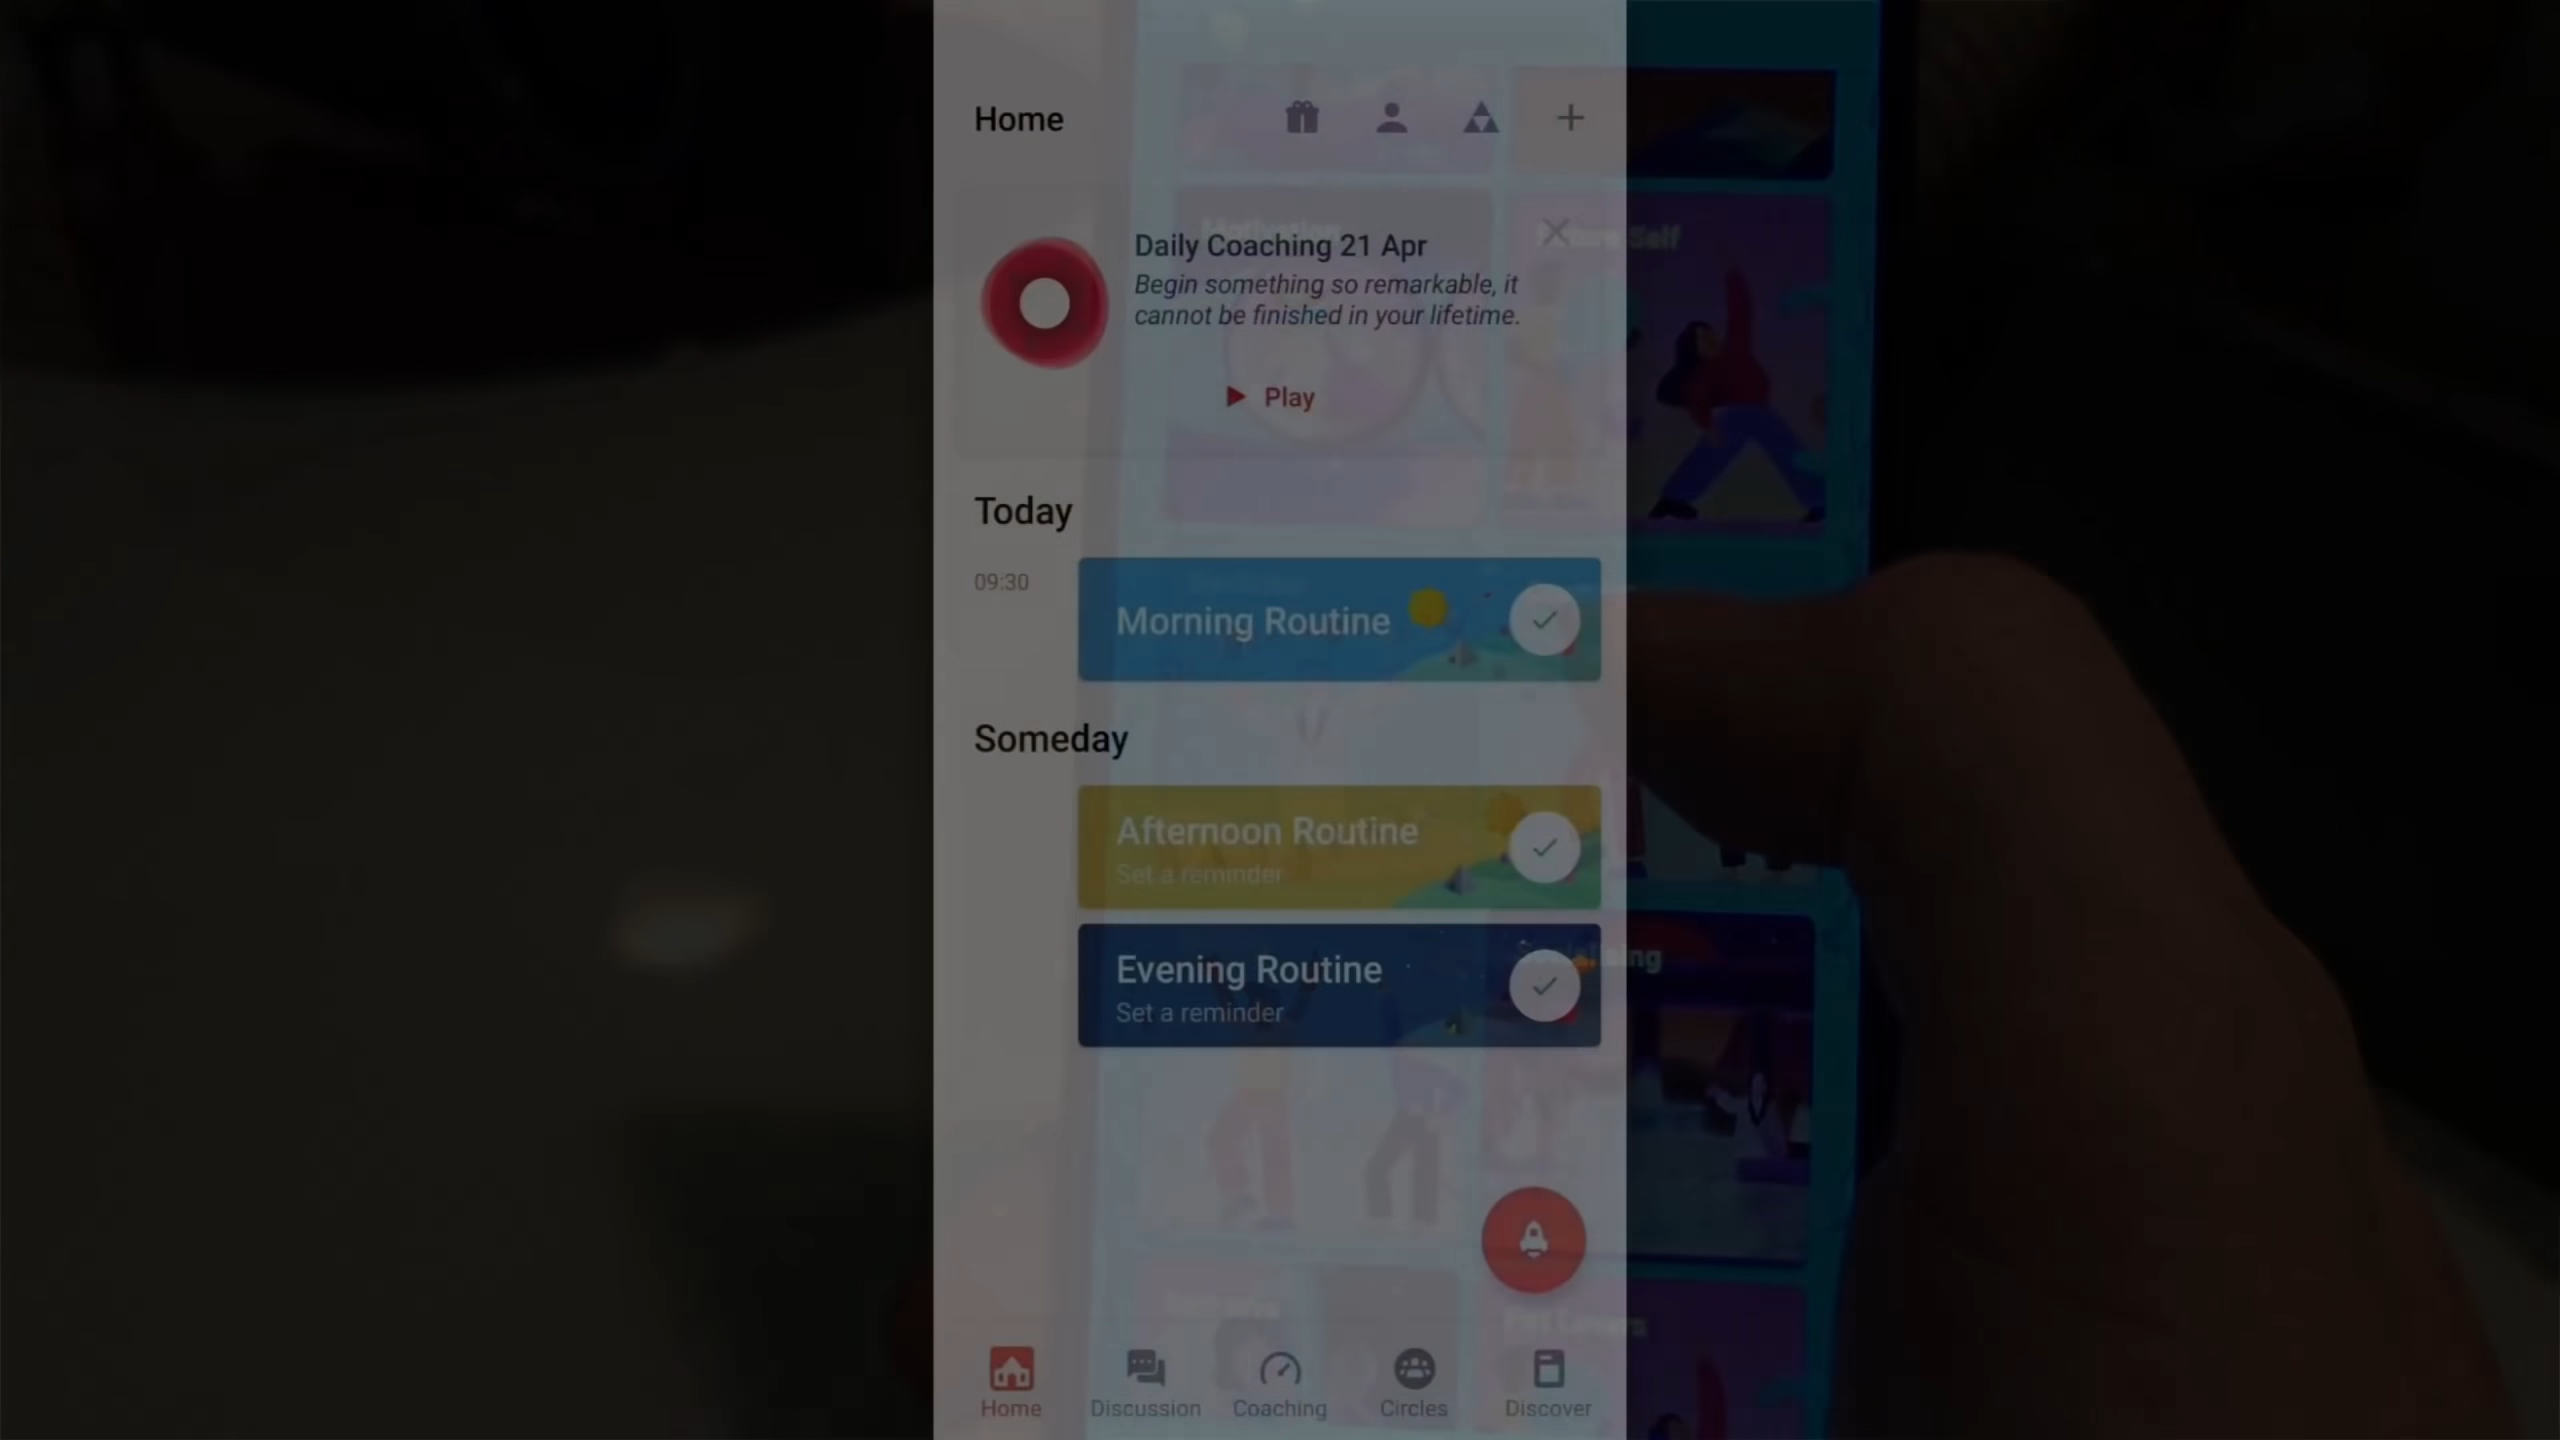 Home
Daily Coaching 21 Apr
Begin something so remarkable, it
cannot be finished in your lifetime.
Play
Today
09:30
Morning Routine
Someday
Afternoon Routine
Set a reminder
Evening Routine
Set a reminder
Home
Discussion
Coaching
Circles
Discover
Self